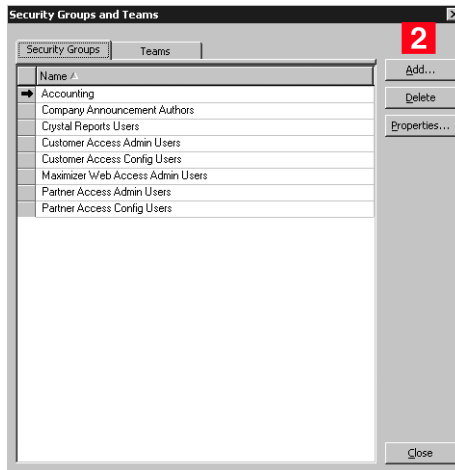 Security Groups and Teams
Security Groups
Teams
2
Name
Add...
Accounting
Delete
Company Announcement Authors
Crystal Reports Users
Properties...
Customer Access Admin Users
Customer Access Config Users
Maximizer Web Access Admin Users
Partner Access Admin Users
Partner Access Config Users
Close